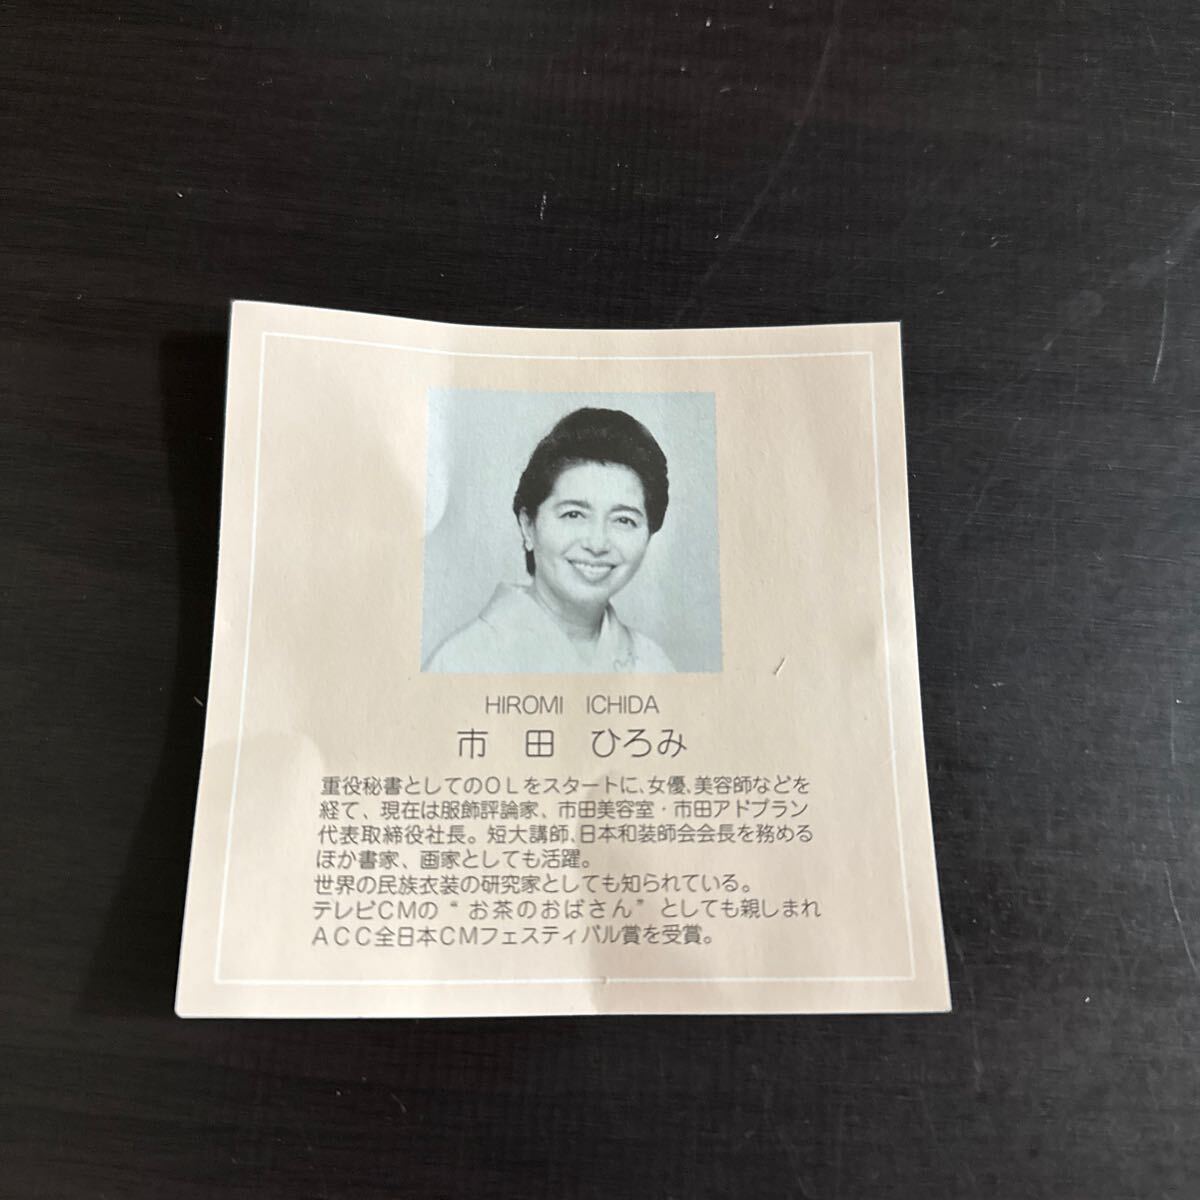 HIROMI ICHIDA
市田 ひろみ
重役秘書としてのOLをスタートに、女優、美容師などを
経て、現在は服飾評論家、市田美容室・市田アドプラン
代表取締役社長。短大講師、日本和装師会会長を務める
ほか書家、画家としても活躍。
世界の民族衣装の研究家としても知られている。
テレビCMの“お茶のおばさん”としても親しまれ
ACC全日本CMフェスティバル賞を受賞。